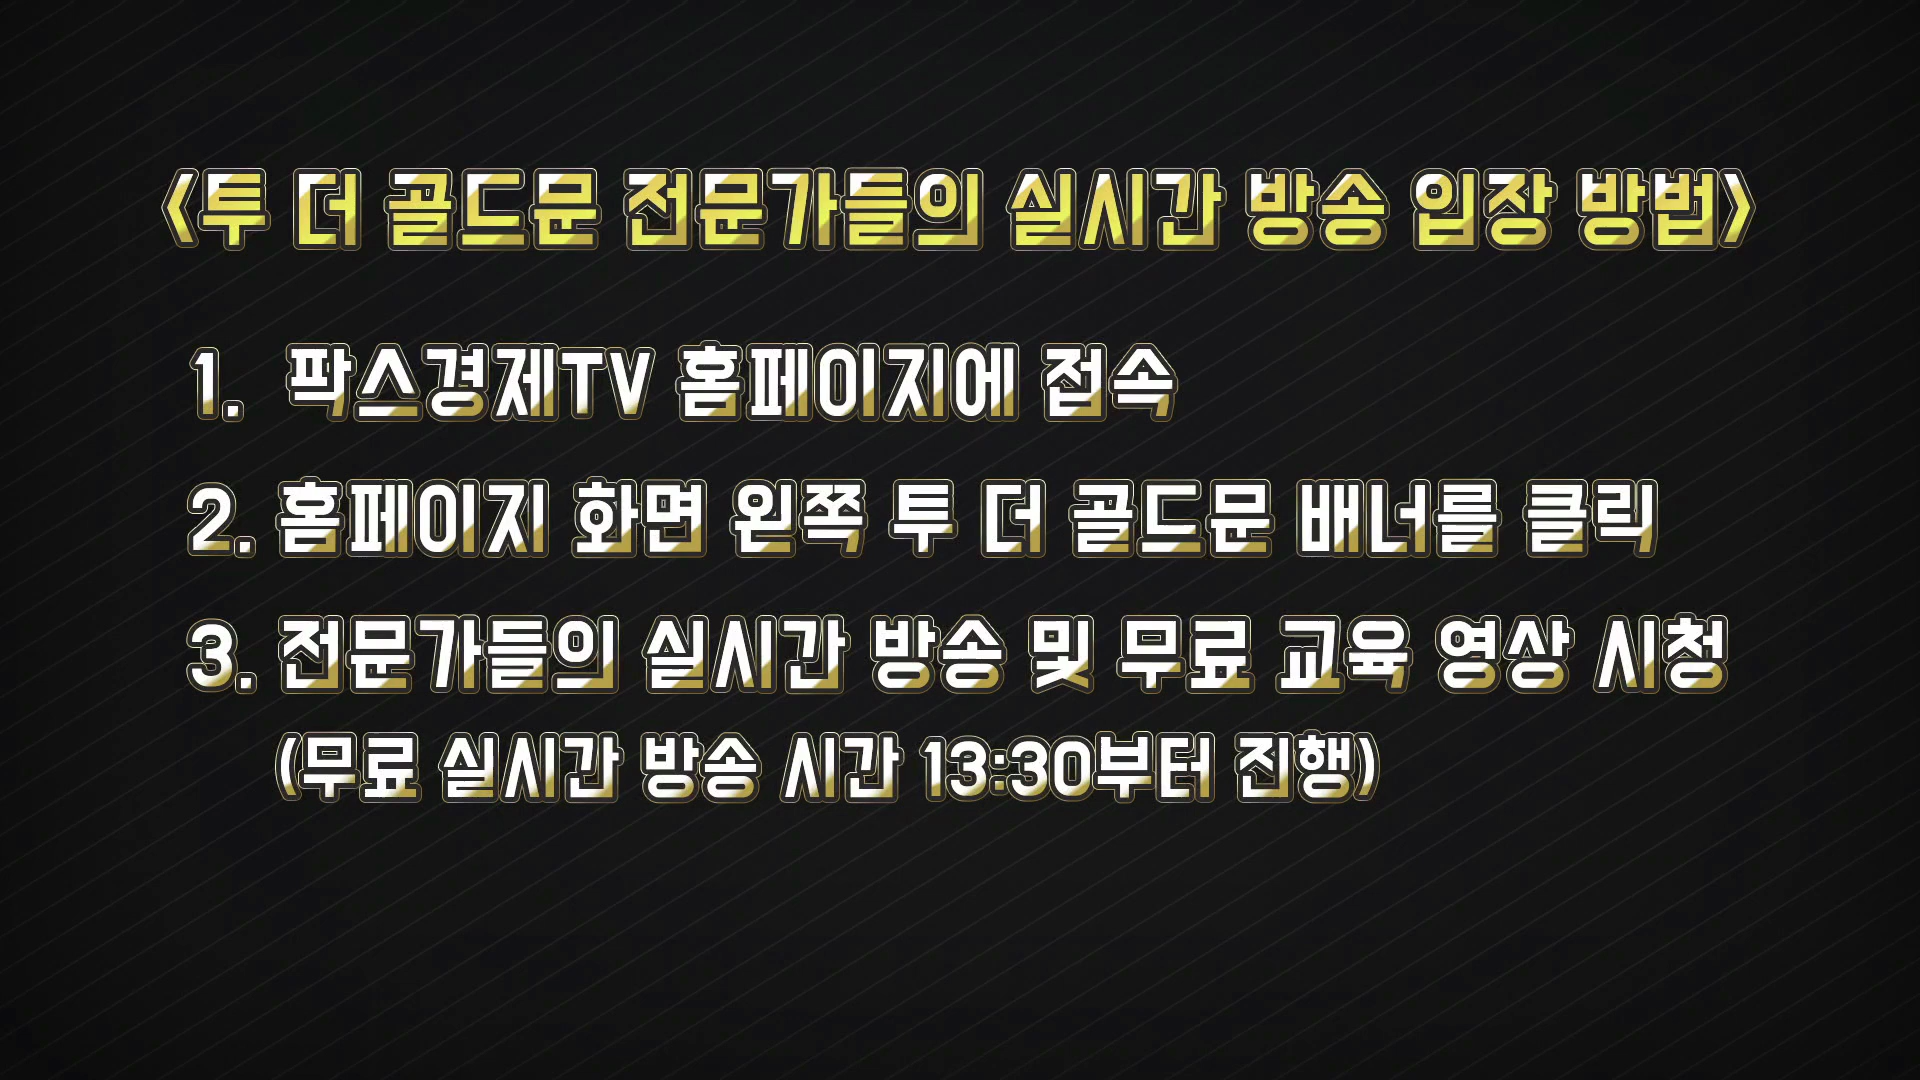 <투 더 골드문 전문가들의 실시간 방송 입장 방법>
1. 팍스경제TV 홈페이지에 접속
2. 홈페이지 화면 왼쪽 투 더 골드문 배너를 클릭
3. 전문가들의 실시간 방송 및 무료 교육 영상 시청
(무료 실시간 방송 시간 13:30부터 진행)